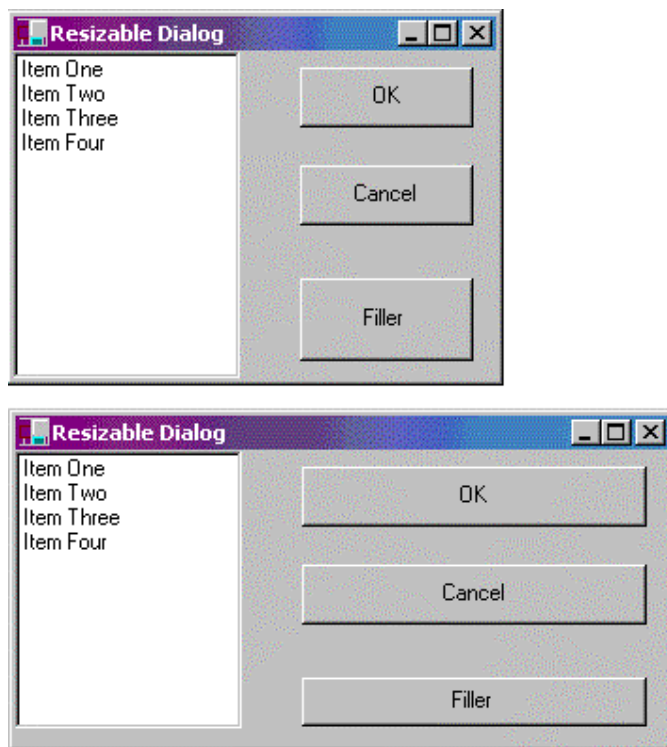 Resizable Dialog
Item One
Item Two
Item Three
Item Four
OK
Cancel
Filler
Resizable Dialog
Item One
Item Two
Item Three
Item Four
OK
Cancel
Filler